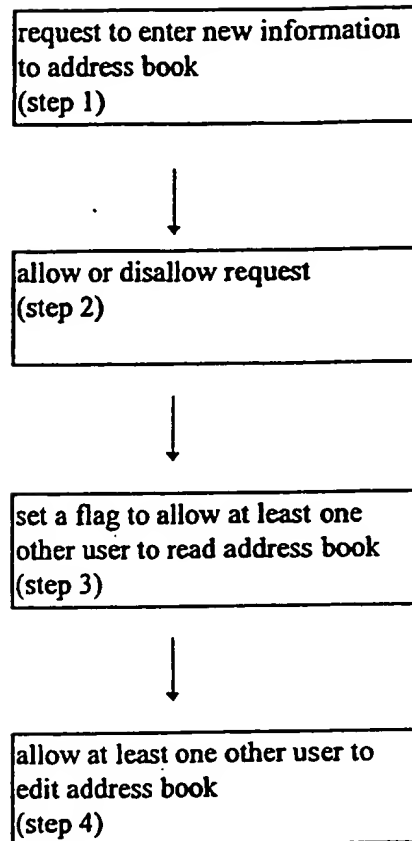 request to enter new information
to address book
(step 1)
allow or disallow request
(step 2)
set a flag to allow at least one
other user to read address book
(step 3)
allow at least one other user to
edit address book
(step 4)